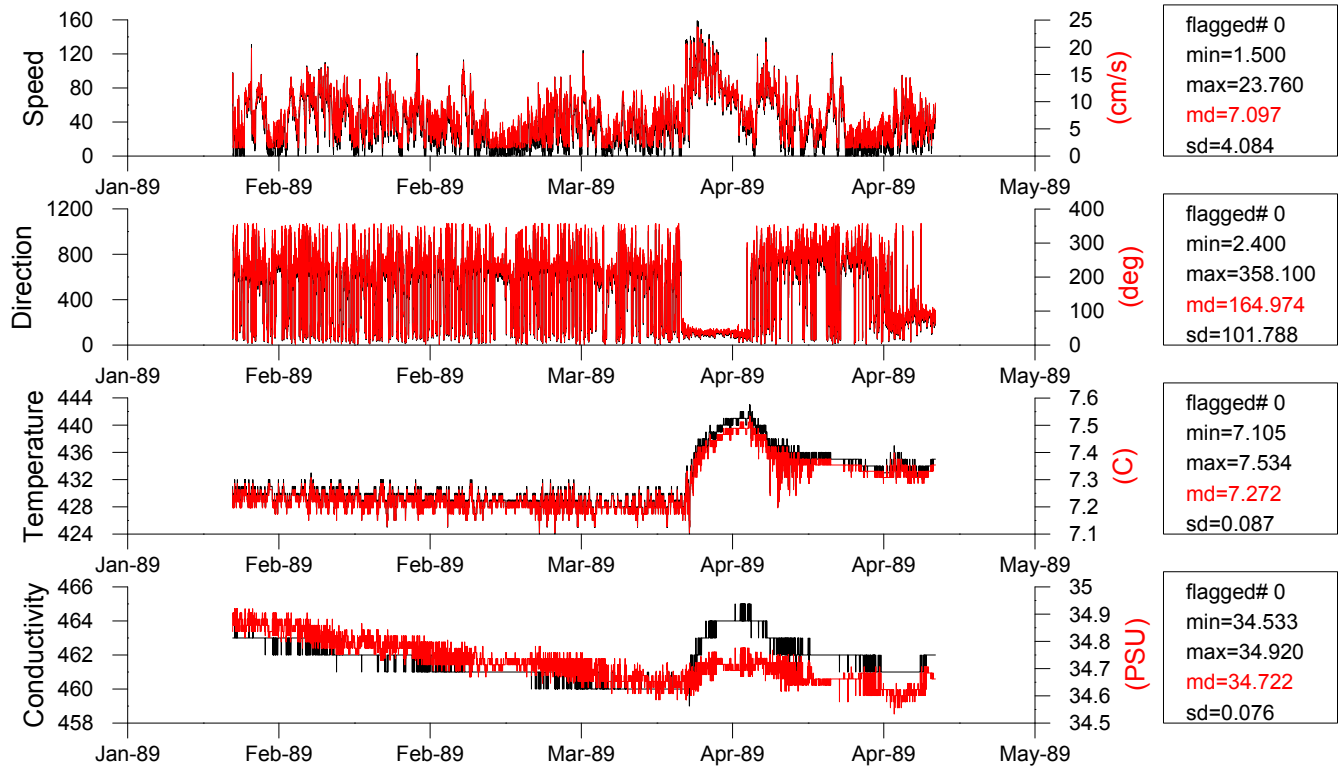 160
120
80
40
0
Speed
25
20
15
10
5
0
(cm/s)
Jan-89 Feb-89 Feb-89 Mar-89 Apr-89 Apr-89 May-89
flagged# 0
min=1.500
max=23.760
md=7.097
sd=4.084
1200
800
400
0
Direction
400
300
200
100
0
(deg)
Jan-89 Feb-89 Feb-89 Mar-89 Apr-89 Apr-89 May-89
flagged# 0
min=2.400
max=358.100
md=164.974
sd=101.788
444
440
436
432
428
424
Temperature
7.6
7.5
7.4
7.3
7.2
7.1
(C)
Jan-89 Feb-89 Feb-89 Mar-89 Apr-89 Apr-89 May-89
flagged# 0
min=7.105
max=7.534
md=7.272
sd=0.087
466
464
462
460
458
Conductivity
35
34.9
34.8
34.7
34.6
34.5
(PSU)
Jan-89 Feb-89 Feb-89 Mar-89 Apr-89 Apr-89 May-89
flagged# 0
min=34.533
max=34.920
md=34.722
sd=0.076